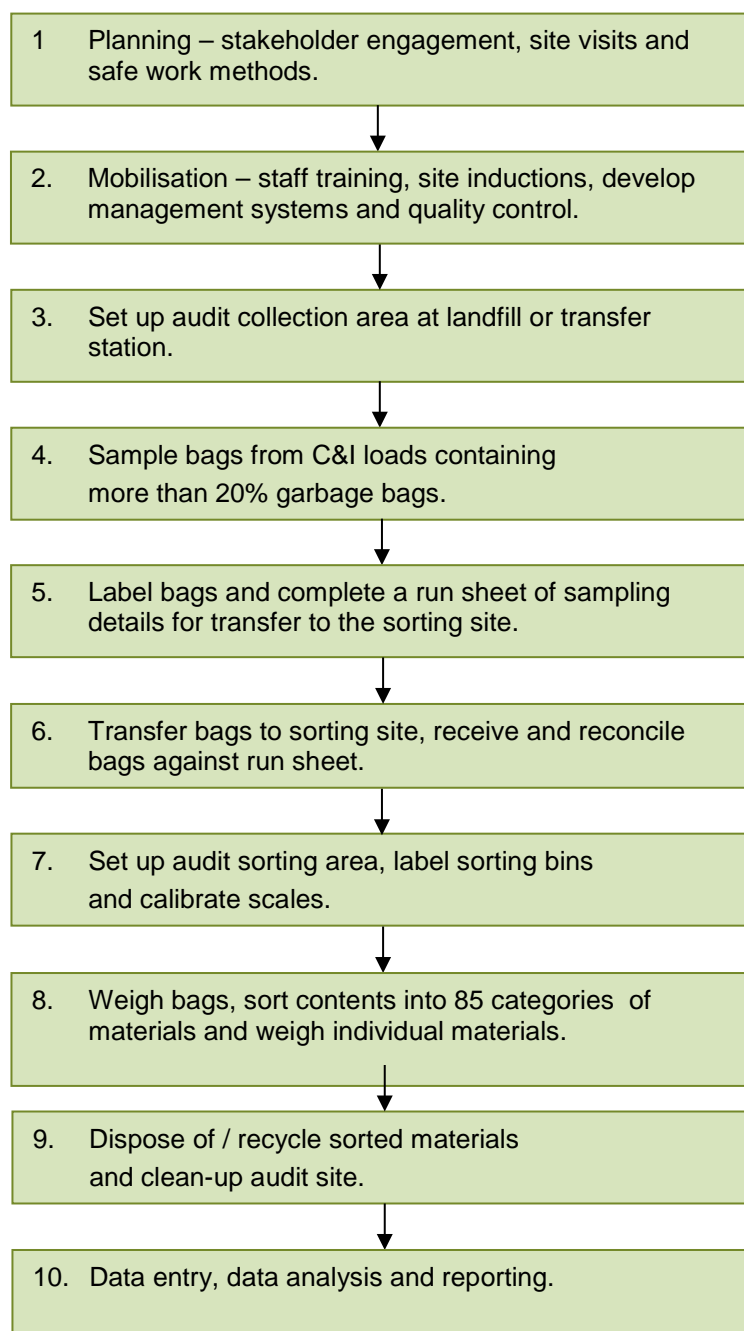 1 Planning – stakeholder engagement, site visits and
safe work methods.
2. Mobilisation – staff training, site inductions, develop
management systems and quality control.
3. Set up audit collection area at landfill or transfer
station.
4. Sample bags from C&I loads containing
more than 20% garbage bags.
5. Label bags and complete a run sheet of sampling
details for transfer to the sorting site.
6. Transfer bags to sorting site, receive and reconcile
bags against run sheet.
7. Set up audit sorting area, label sorting bins
and calibrate scales.
8. Weigh bags, sort contents into 85 categories of
materials and weigh individual materials.
9. Dispose of / recycle sorted materials
and clean-up audit site.
10. Data entry, data analysis and reporting.